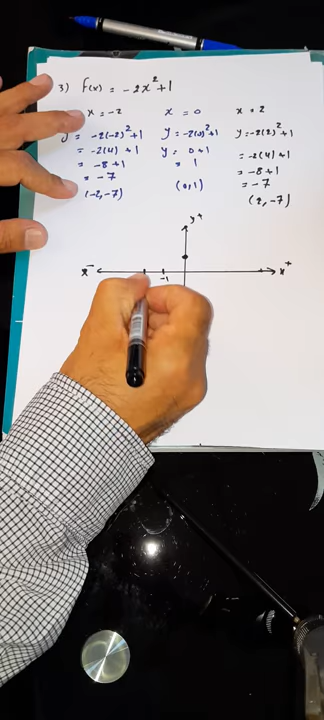 3) f(x) = -2x²+1
x = -2
y = -2(-2)²+1
= -2(4)+1
= -8+1
= -7
(-2,-7)
x = 0
y = -2(0)²+1
y = 0+1
= 1
(0,1)
x = 2
y = -2(2)²+1
= -2(4)+1
= -8+1
= -7
(2,-7)
y+
x-
-1
x+